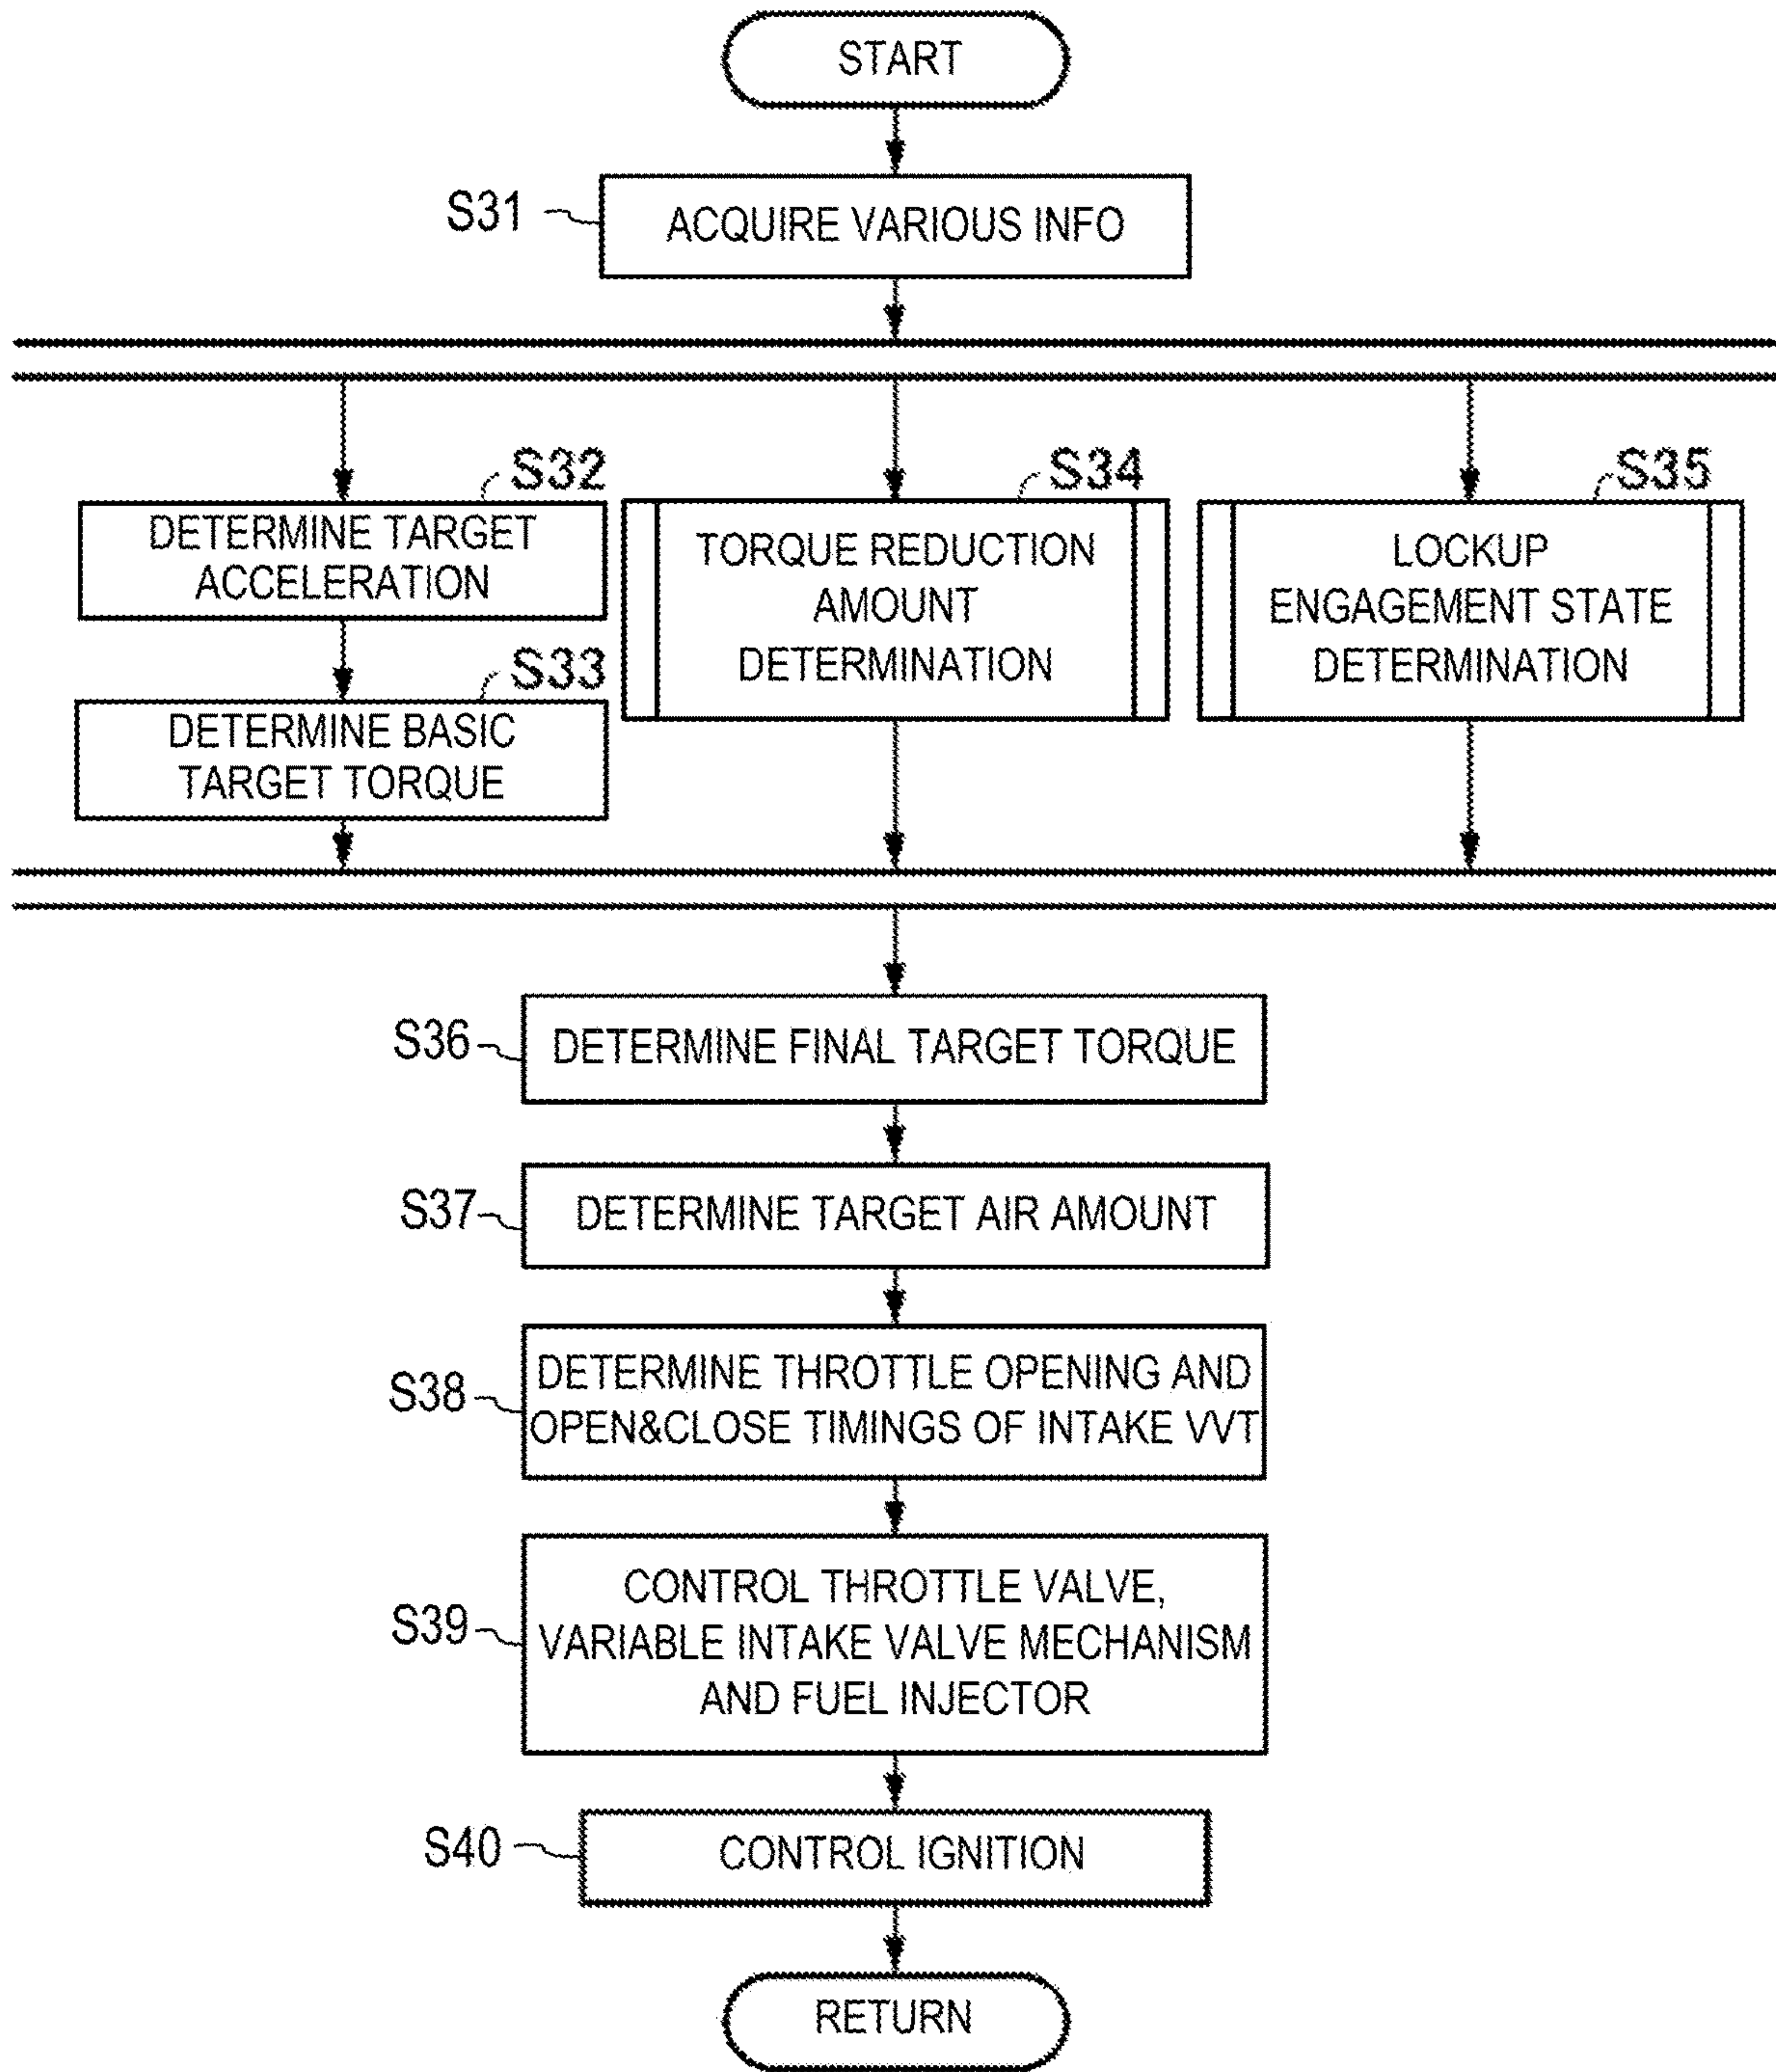 START
S31
ACQUIRE VARIOUS INFO
S32
DETERMINE TARGET
ACCELERATION
S33
DETERMINE BASIC
TARGET TORQUE
S34
TORQUE REDUCTION
AMOUNT
DETERMINATION
S35
LOCKUP
ENGAGEMENT STATE
DETERMINATION
S36
DETERMINE FINAL TARGET TORQUE
S37
DETERMINE TARGET AIR AMOUNT
S38
DETERMINE THROTTLE OPENING AND
OPEN&CLOSE TIMINGS OF INTAKE VVT
S39
CONTROL THROTTLE VALVE,
VARIABLE INTAKE VALVE MECHANISM
AND FUEL INJECTOR
S40
CONTROL IGNITION
RETURN